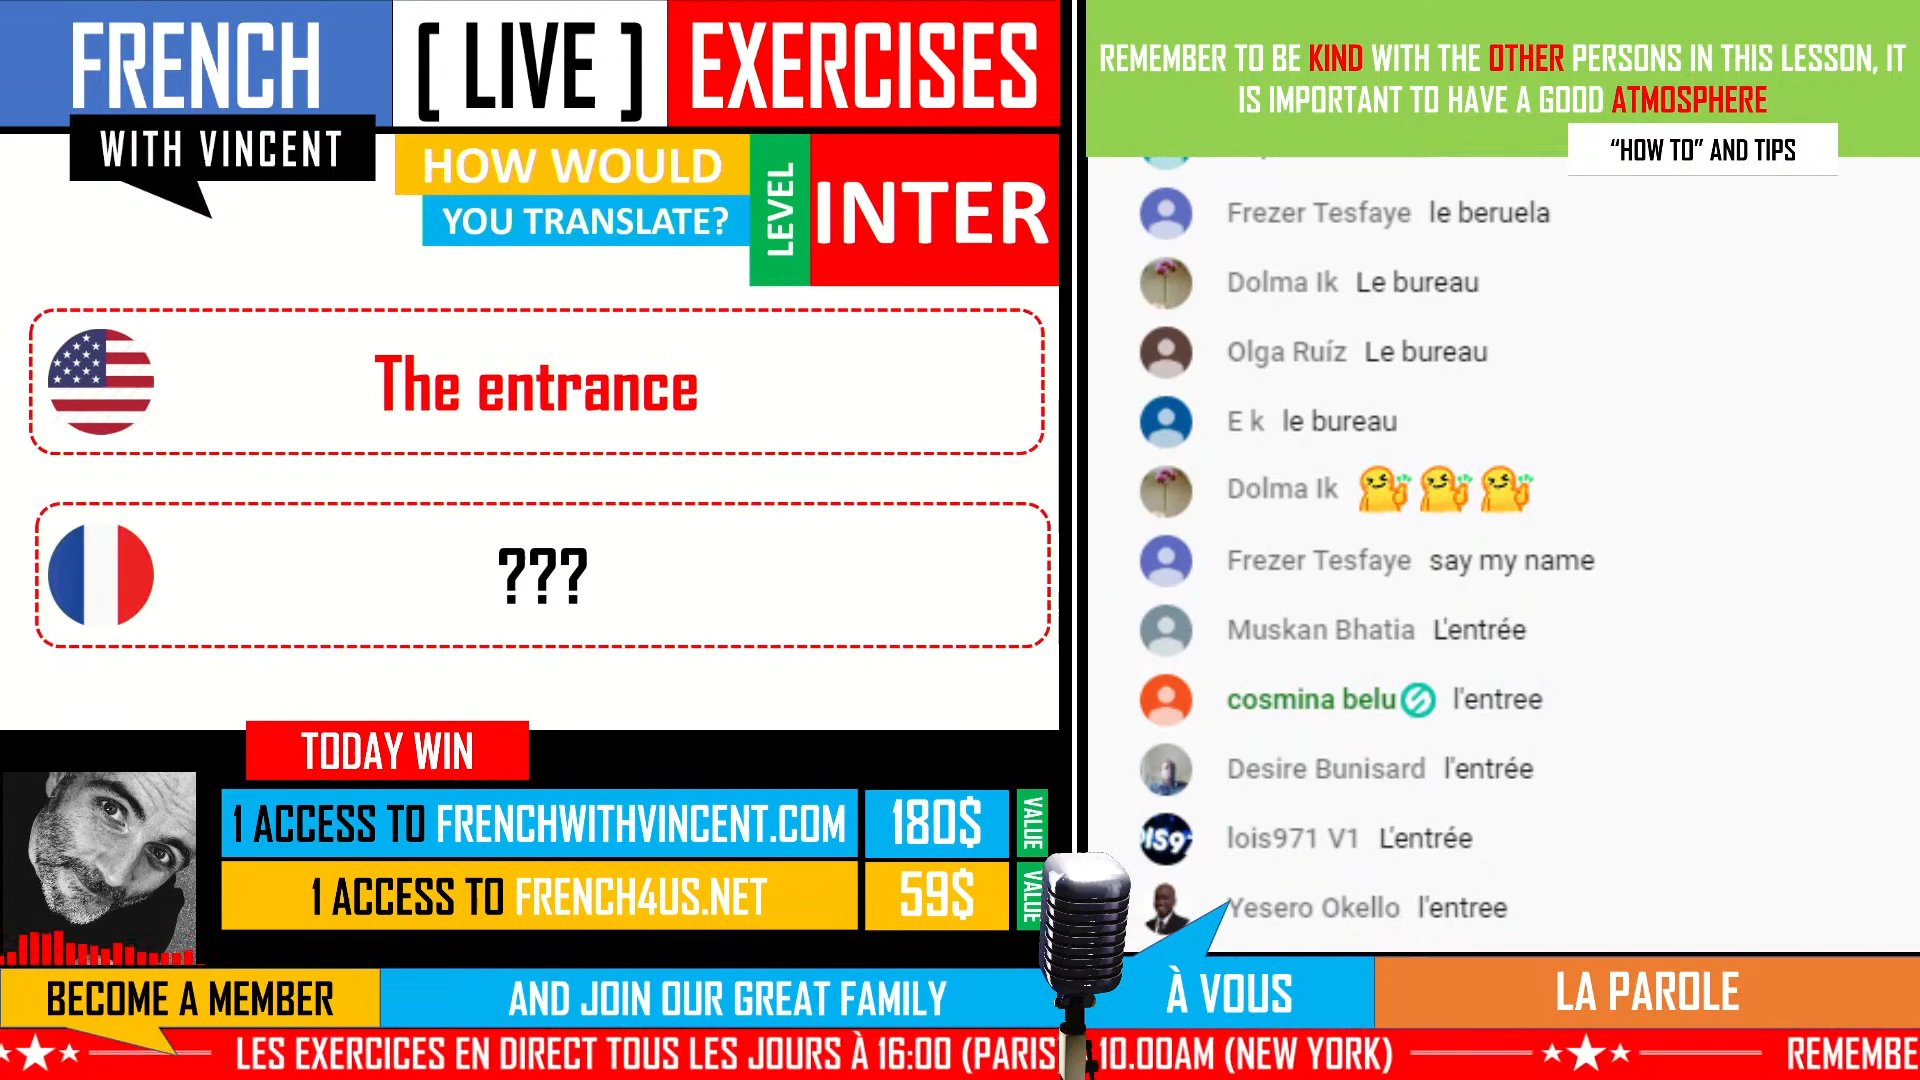 FRENCH
WITH VINCENT
[ LIVE ]
EXERCISES
HOW WOULD
YOU TRANSLATE?
LEVEL
INTER
The entrance
???
TODAY WIN
1 ACCESS TO FRENCHWITHVINCENT.COM
180$
VALUE
1 ACCESS TO FRENCH4US.NET
59$
VALUE
BECOME A MEMBER
AND JOIN OUR GREAT FAMILY
REMEMBER TO BE KIND WITH THE OTHER PERSONS IN THIS LESSON, IT
IS IMPORTANT TO HAVE A GOOD ATMOSPHERE
“HOW TO” AND TIPS
Frezer Tesfaye le beruela
Dolma Ik Le bureau
Olga Ruíz Le bureau
E k le bureau
Dolma Ik
Frezer Tesfaye say my name
Muskan Bhatia L'entrée
cosmina belu l'entree
Desire Bunisard l'entrée
lois971 V1 L'entrée
Yesero Okello l'entree
À VOUS
LA PAROLE
LES EXERCICES EN DIRECT TOUS LES JOURS À 16:00 (PARIS) 10.00AM (NEW YORK)
REMEMBE